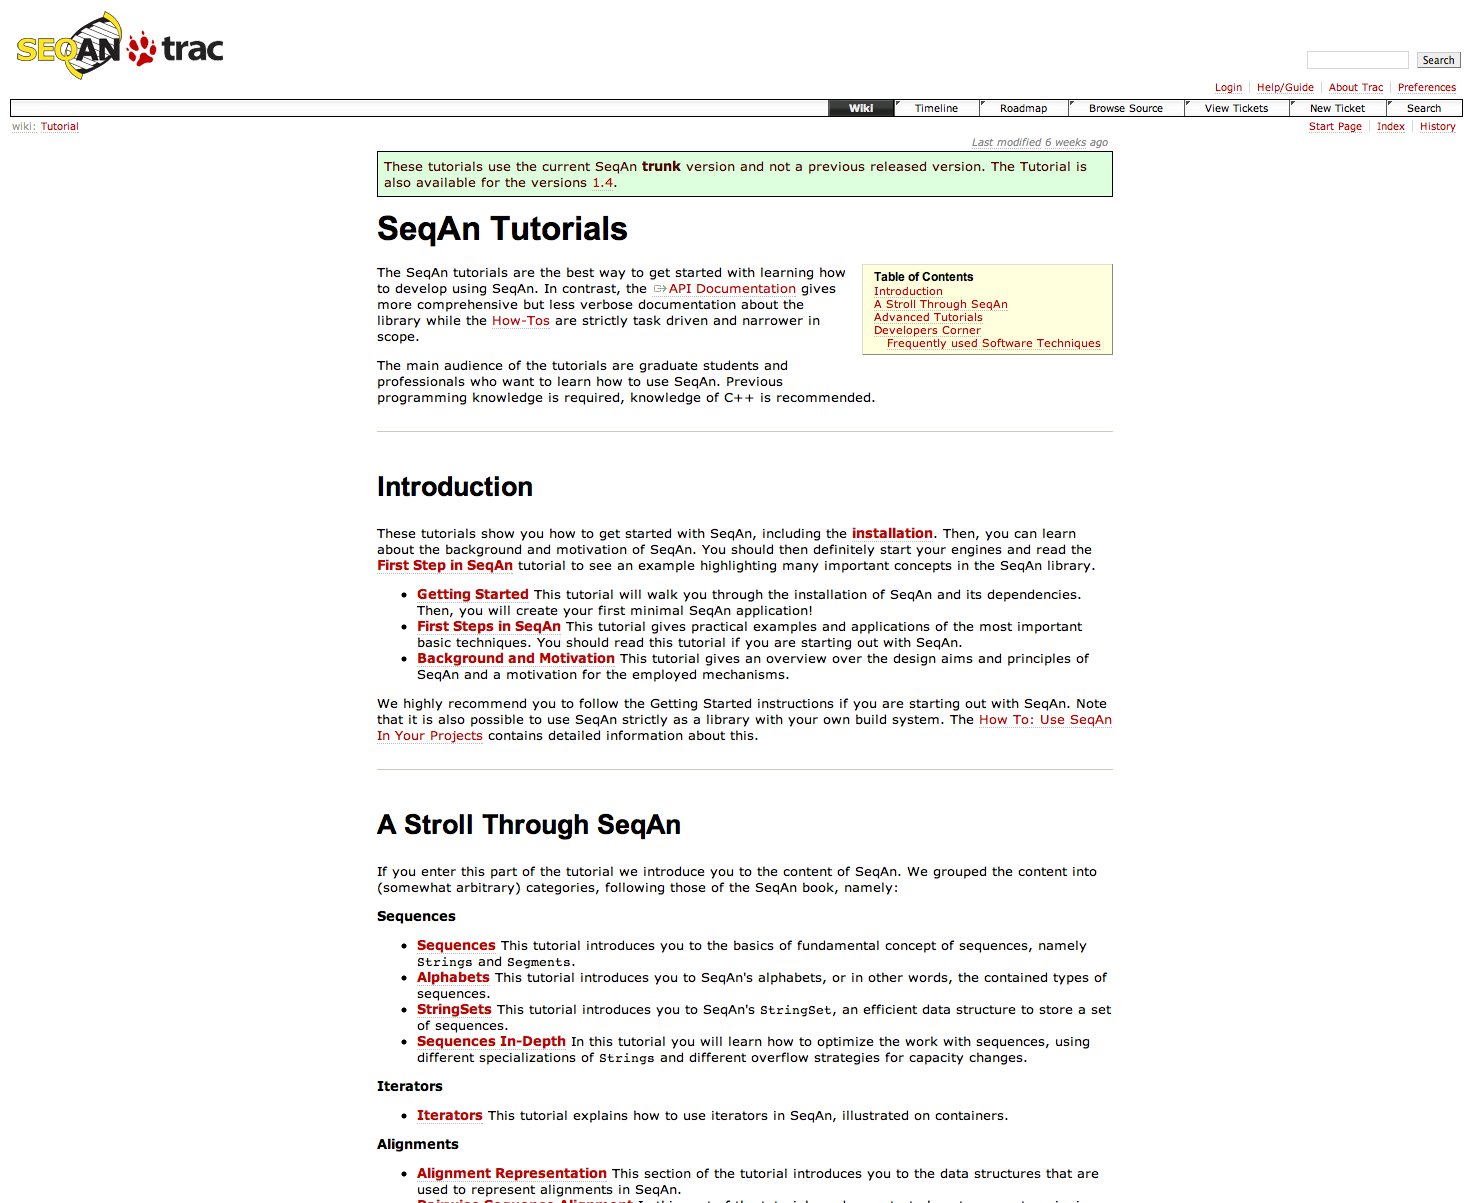 SEQAN trac
Search
Login Help/Guide About Trac Preferences
Wiki Timeline Roadmap Browse Source View Tickets New Ticket Search
wiki: Tutorial
Start Page Index History
Last modified 6 weeks ago
These tutorials use the current SeqAn trunk version and not a previous released version. The Tutorial is
also available for the versions 1.4.
SeqAn Tutorials
The SeqAn tutorials are the best way to get started with learning how
to develop using SeqAn. In contrast, the API Documentation gives
more comprehensive but less verbose documentation about the
library while the How-Tos are strictly task driven and narrower in
scope.
Table of Contents
Introduction
A Stroll Through SeqAn
Advanced Tutorials
Developers Corner
Frequently used Software Techniques
The main audience of the tutorials are graduate students and
professionals who want to learn how to use SeqAn. Previous
programming knowledge is required, knowledge of C++ is recommended.
Introduction
These tutorials show you how to get started with SeqAn, including the installation. Then, you can learn
about the background and motivation of SeqAn. You should then definitely start your engines and read the
First Step in SeqAn tutorial to see an example highlighting many important concepts in the SeqAn library.
• Getting Started This tutorial will walk you through the installation of SeqAn and its dependencies.
Then, you will create your first minimal SeqAn application!
• First Steps in SeqAn This tutorial gives practical examples and applications of the most important
basic techniques. You should read this tutorial if you are starting out with SeqAn.
• Background and Motivation This tutorial gives an overview over the design aims and principles of
SeqAn and a motivation for the employed mechanisms.
We highly recommend you to follow the Getting Started instructions if you are starting out with SeqAn. Note
that it is also possible to use SeqAn strictly as a library with your own build system. The How To: Use SeqAn
In Your Projects contains detailed information about this.
A Stroll Through SeqAn
If you enter this part of the tutorial we introduce you to the content of SeqAn. We grouped the content into
(somewhat arbitrary) categories, following those of the SeqAn book, namely:
Sequences
• Sequences This tutorial introduces you to the basics of fundamental concept of sequences, namely
Strings and Segments.
• Alphabets This tutorial introduces you to SeqAn's alphabets, or in other words, the contained types of
sequences.
• StringSets This tutorial introduces you to SeqAn's StringSet, an efficient data structure to store a set
of sequences.
• Sequences In-Depth In this tutorial you will learn how to optimize the work with sequences, using
different specializations of Strings and different overflow strategies for capacity changes.
Iterators
• Iterators This tutorial explains how to use iterators in SeqAn, illustrated on containers.
Alignments
• Alignment Representation This section of the tutorial introduces you to the data structures that are
used to represent alignments in SeqAn.